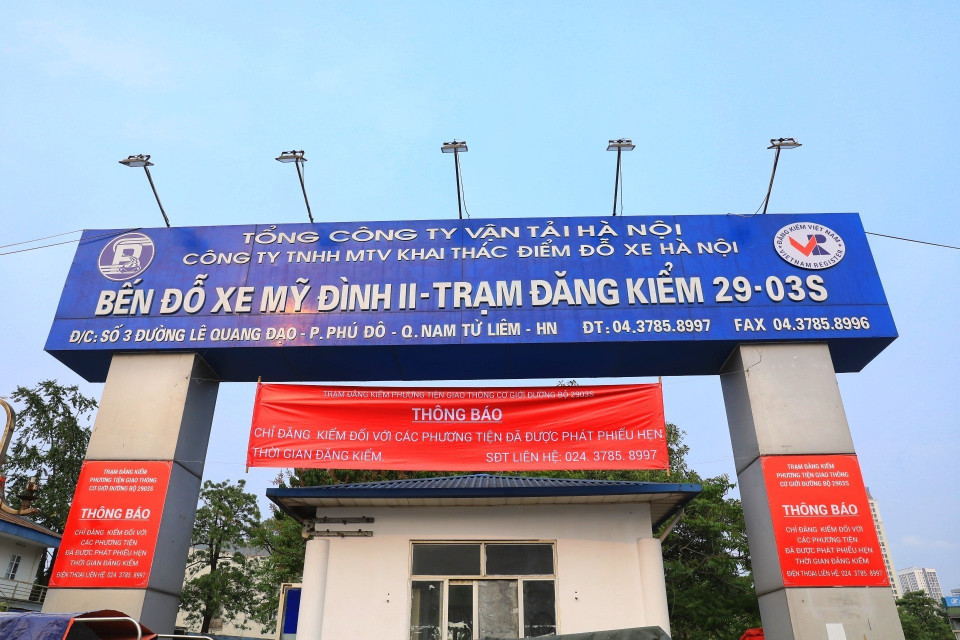 TỔNG CÔNG TY VẬN TẢI HÀ NỘI
CÔNG TY TNHH MTV KHAI THÁC ĐIỂM ĐỖ XE HÀ NỘI
BẾN ĐỖ XE MỸ ĐÌNH II - TRẠM ĐĂNG KIỂM 29-03S
Đ/C: SỐ 3 ĐƯỜNG LÊ QUANG ĐẠO - P. PHÚ ĐÔ - Q. NAM TỪ LIÊM - HN ĐT: 04.3785.8997 FAX 04.3785.8996
ĐĂNG KIỂM VIỆT NAM
VR
VIETNAM REGISTER
TRẠM ĐĂNG KIỂM PHƯƠNG TIỆN GIAO THÔNG CƠ GIỚI ĐƯỜNG BỘ 2903S
THÔNG BÁO
CHỈ ĐĂNG KIỂM ĐỐI VỚI CÁC PHƯƠNG TIỆN ĐÃ ĐƯỢC PHÁT PHIẾU HẸN
THỜI GIAN ĐĂNG KIỂM. SĐT LIÊN HỆ: 024.3785.8997
TRẠM ĐĂNG KIỂM
PHƯƠNG TIỆN GIAO THÔNG
CƠ GIỚI ĐƯỜNG BỘ 2903S
THÔNG BÁO
CHỈ ĐĂNG KIỂM ĐỐI VỚI
CÁC PHƯƠNG TIỆN
ĐÃ ĐƯỢC PHÁT PHIẾU HẸN
THỜI GIAN ĐĂNG KIỂM
ĐIỆN THOẠI LIÊN HỆ: 024 3785.8997
TRẠM ĐĂNG KIỂM
PHƯƠNG TIỆN GIAO THÔNG
CƠ GIỚI ĐƯỜNG BỘ 2903S
THÔNG BÁO
CHỈ ĐĂNG KIỂM ĐỐI VỚI
CÁC PHƯƠNG TIỆN
ĐÃ ĐƯỢC PHÁT PHIẾU HẸN
THỜI GIAN ĐĂNG KIỂM
ĐIỆN THOẠI LIÊN HỆ: 024 3785.8997